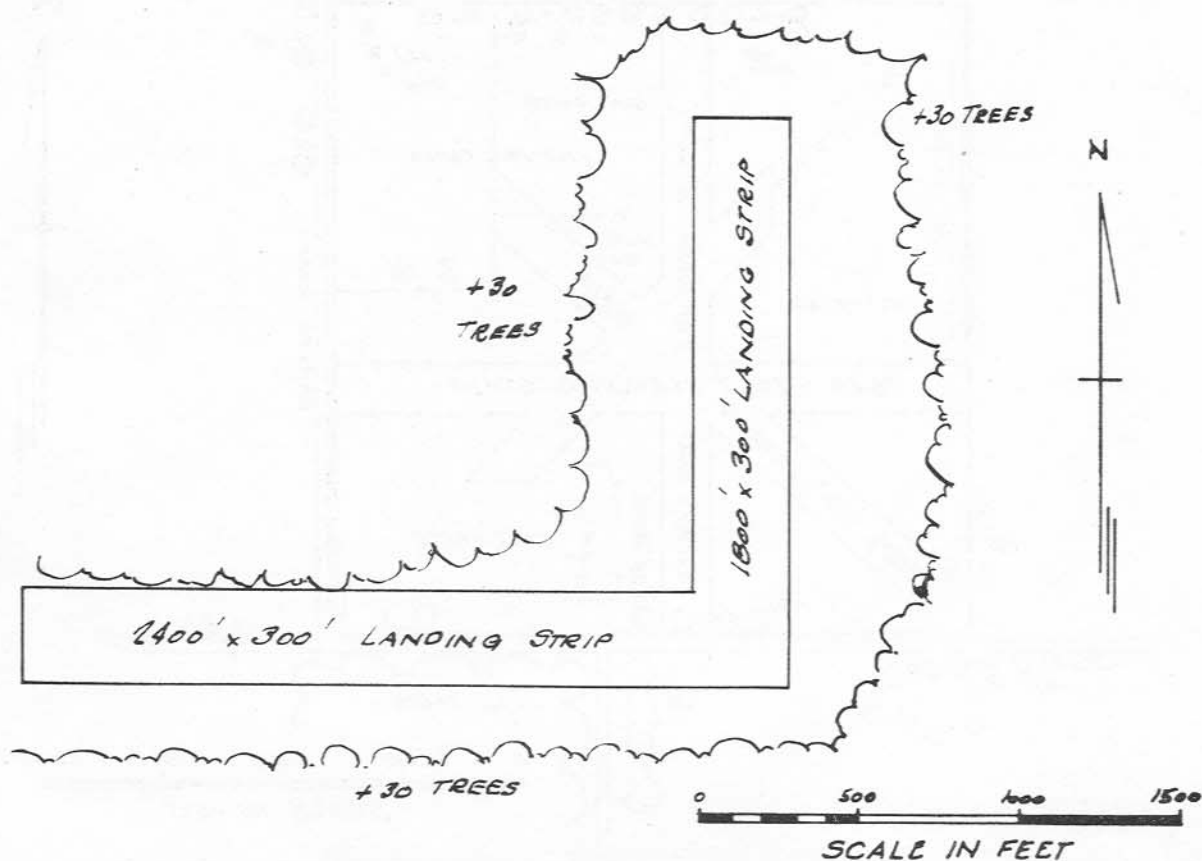 +30 TREES
N
+30
TREES
1800' x 300' LANDING STRIP
2400' x 300' LANDING STRIP
+30 TREES
0 500 1000 1500
SCALE IN FEET